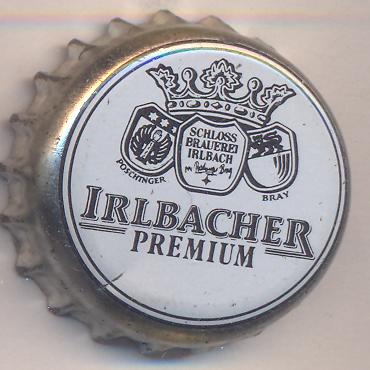 SCHLOSS
BRAUEREI
IRLBACH
POSCHINGER
BRAY
IRLBACHER
PREMIUM